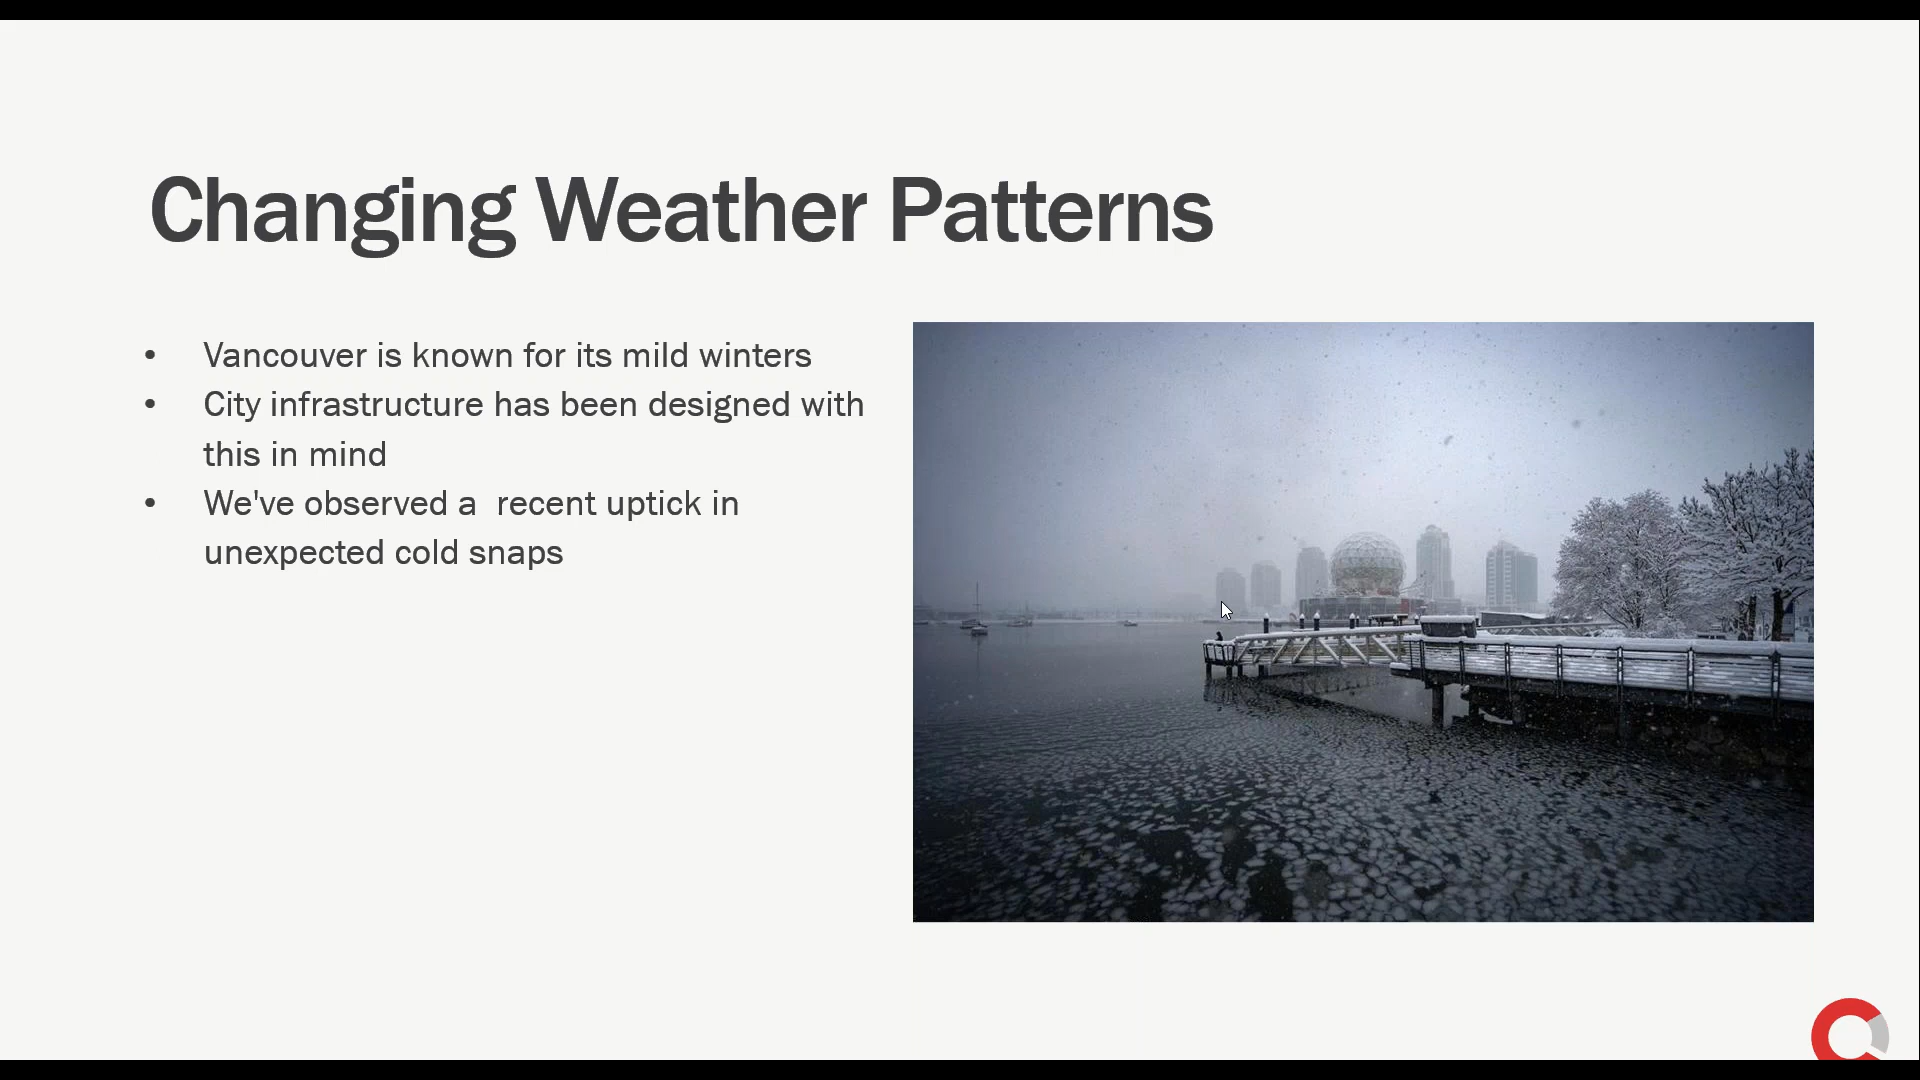 Changing Weather Patterns
• Vancouver is known for its mild winters
• City infrastructure has been designed with
this in mind
• We've observed a  recent uptick in
unexpected cold snaps